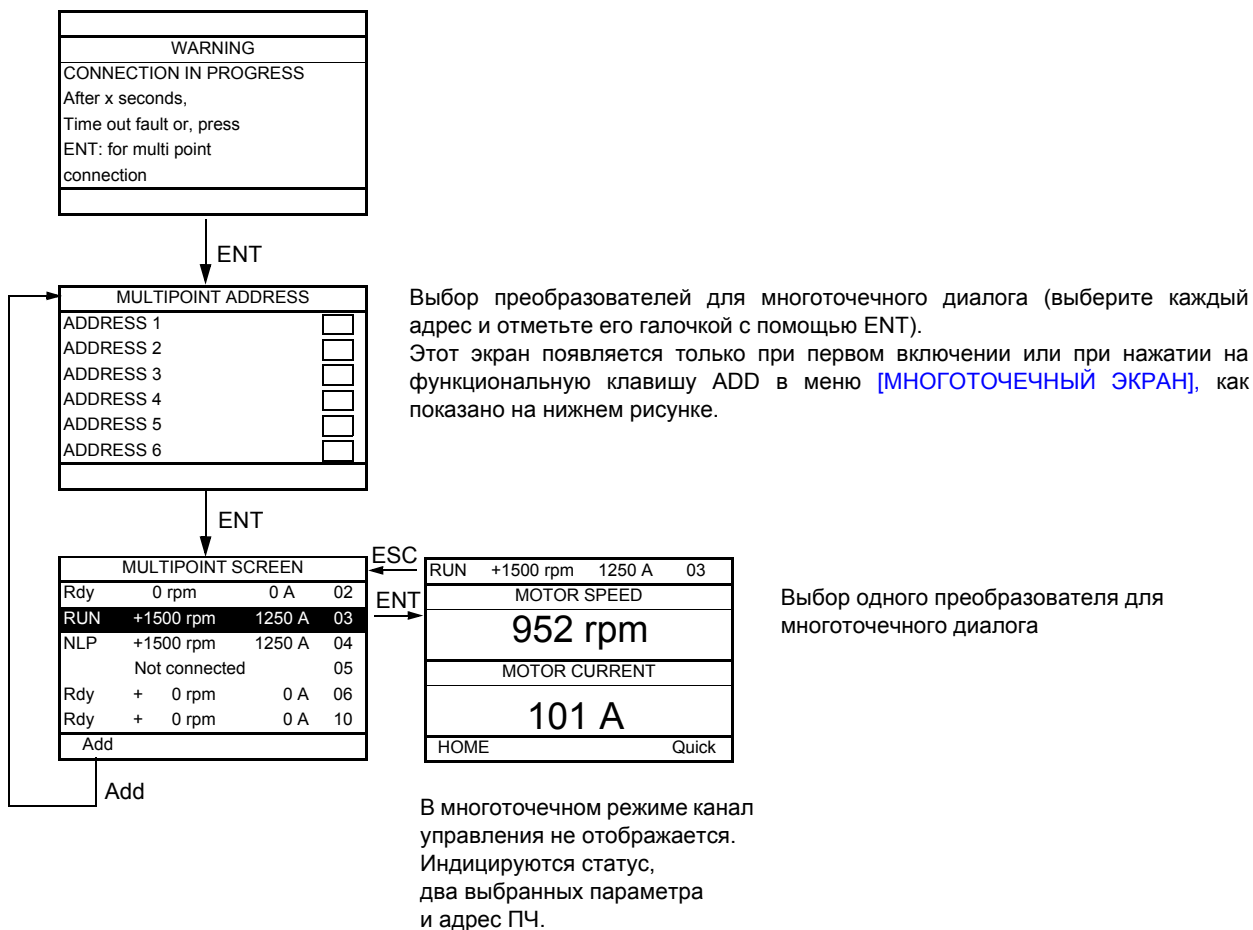 WARNING
CONNECTION IN PROGRESS
After x seconds,
Time out fault or, press
ENT: for multi point
connection
ENT
MULTIPOINT ADDRESS
ADDRESS 1
ADDRESS 2
ADDRESS 3
ADDRESS 4
ADDRESS 5
ADDRESS 6
Выбор преобразователей для многоточечного диалога (выберите каждый
адрес и отметьте его галочкой с помощью ENT).
Этот экран появляется только при первом включении или при нажатии на
функциональную клавишу ADD в меню [МНОГОТОЧЕЧНЫЙ ЭКРАН], как
показано на нижнем рисунке.
ENT
MULTIPOINT SCREEN
Rdy 0 rpm 0 A 02
RUN +1500 rpm 1250 A 03
NLP +1500 rpm 1250 A 04
Not connected 05
Rdy + 0 rpm 0 A 06
Rdy + 0 rpm 0 A 10
Add
ESC
ENT
RUN +1500 rpm 1250 A 03
MOTOR SPEED
952 rpm
MOTOR CURRENT
101 A
HOME Quick
Выбор одного преобразователя для
многоточечного диалога
Add
В многоточечном режиме канал
управления не отображается.
Индицируются статус,
два выбранных параметра
и адрес ПЧ.